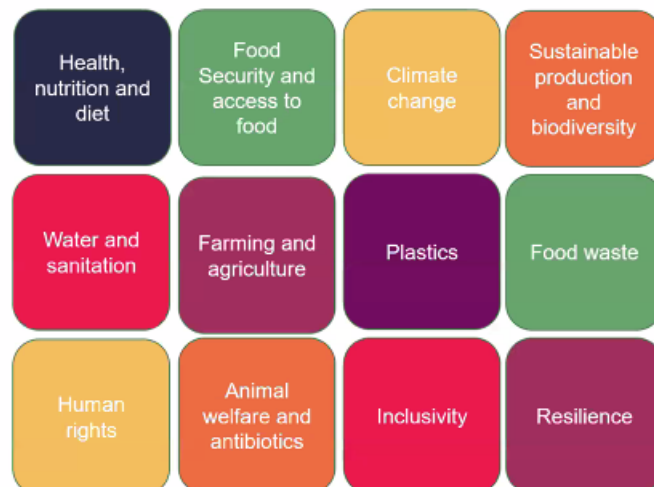 Health,
nutrition and
diet
Food
Security and
access to
food
Climate
change
Sustainable
production
and
biodiversity
Water and
sanitation
Farming and
agriculture
Plastics
Food waste
Human
rights
Animal
welfare and
antibiotics
Inclusivity
Resilience